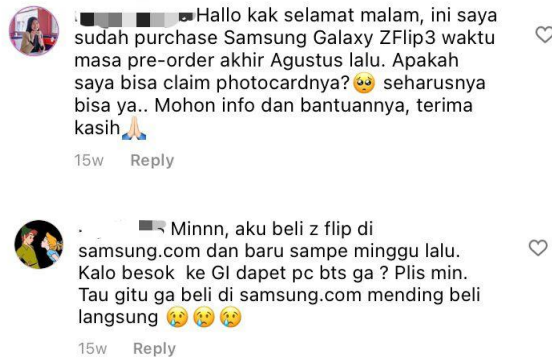 Hallo kak selamat malam, ini saya
sudah purchase Samsung Galaxy ZFlip3 waktu
masa pre-order akhir Agustus lalu. Apakah
saya bisa claim photocardnya?🥺 seharusnya
bisa ya.. Mohon info dan bantuannya, terima
kasih🙏🏻
15w Reply
Minnn, aku beli z flip di
samsung.com dan baru sampe minggu lalu.
Kalo besok ke GI dapet pc bts ga ? Plis min.
Tau gitu ga beli di samsung.com mending beli
langsung 😢 😢 😢
15w Reply